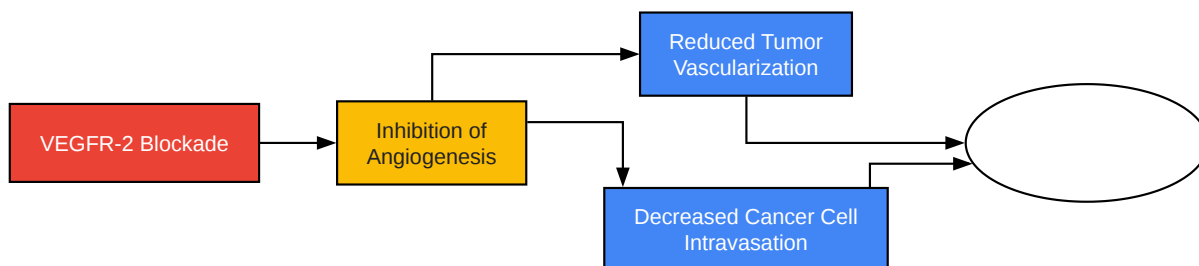 Reduced Tumor
Vascularization
VEGFR-2 Blockade
Inhibition of
Angiogenesis
Decreased Cancer Cell
Intravasation